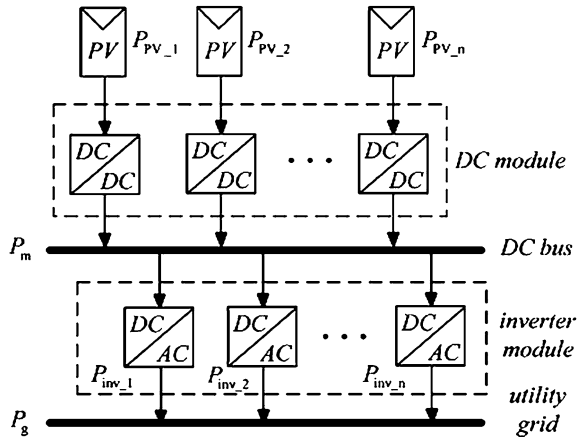 PV P_PV_1 PV P_PV_2 PV P_PV_n
DC DC DC DC ··· DC DC DC module
P_m DC bus
DC AC DC AC ··· DC AC inverter
module
P_inv_1 P_inv_2 P_inv_n
utility
P_g grid